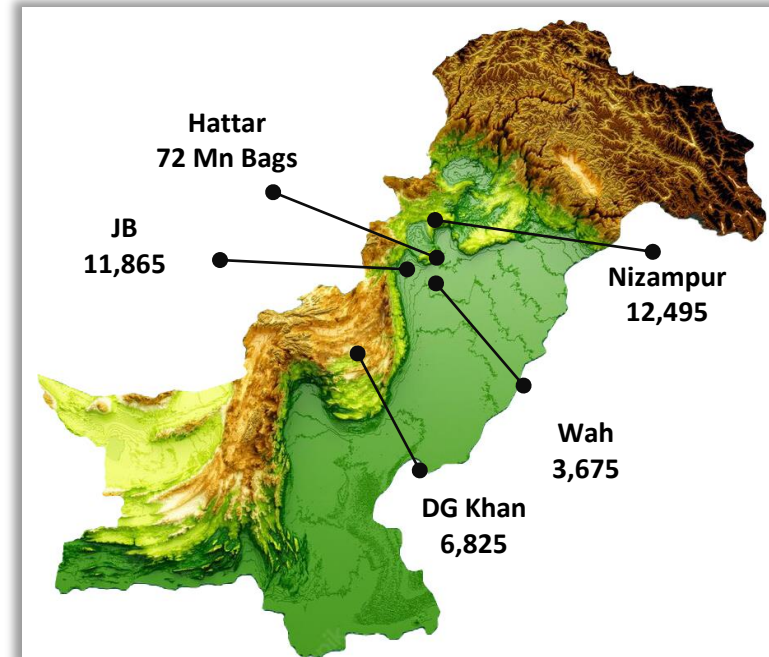 Hattar
72 Mn Bags
JB
11,865
Nizampur
12,495
Wah
3,675
DG Khan
6,825